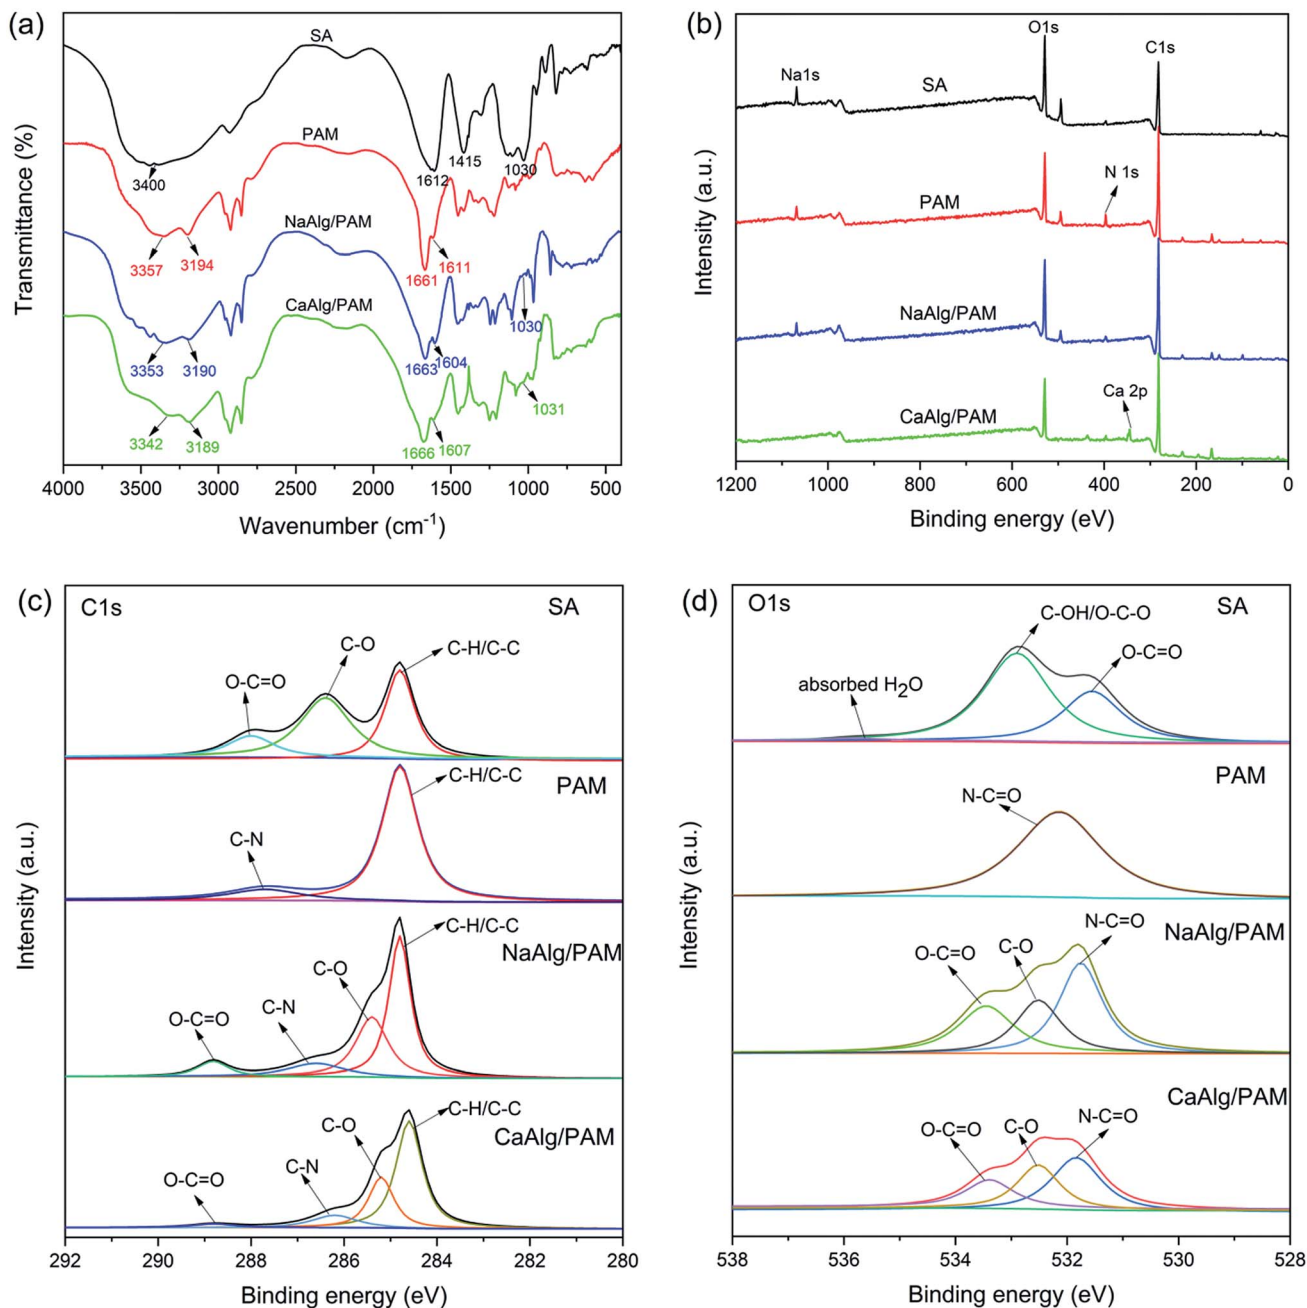 (a)
SA
3400
1612
1415
1030
PAM
3357
3194
1661
1611
NaAlg/PAM
3353
3190
1663
1604
1030
CaAlg/PAM
3342
3189
1666
1607
1031
4000 3500 3000 2500 2000 1500 1000 500
Wavenumber (cm⁻¹)
Transmittance (%)
(b)
O1s
C1s
Na1s
SA
N 1s
PAM
NaAlg/PAM
Ca 2p
CaAlg/PAM
1200 1000 800 600 400 200 0
Binding energy (eV)
Intensity (a.u.)
(c)
C1s
SA
O-C=O
C-O
C-H/C-C
PAM
C-H/C-C
C-N
NaAlg/PAM
C-H/C-C
C-O
C-N
O-C=O
CaAlg/PAM
C-H/C-C
C-O
C-N
O-C=O
292 290 288 286 284 282 280
Binding energy (eV)
Intensity (a.u.)
(d)
O1s
SA
C-OH/O-C-O
O-C=O
absorbed H₂O
PAM
N-C=O
NaAlg/PAM
N-C=O
C-O
O-C=O
CaAlg/PAM
N-C=O
C-O
O-C=O
538 536 534 532 530 528
Binding energy (eV)
Intensity (a.u.)